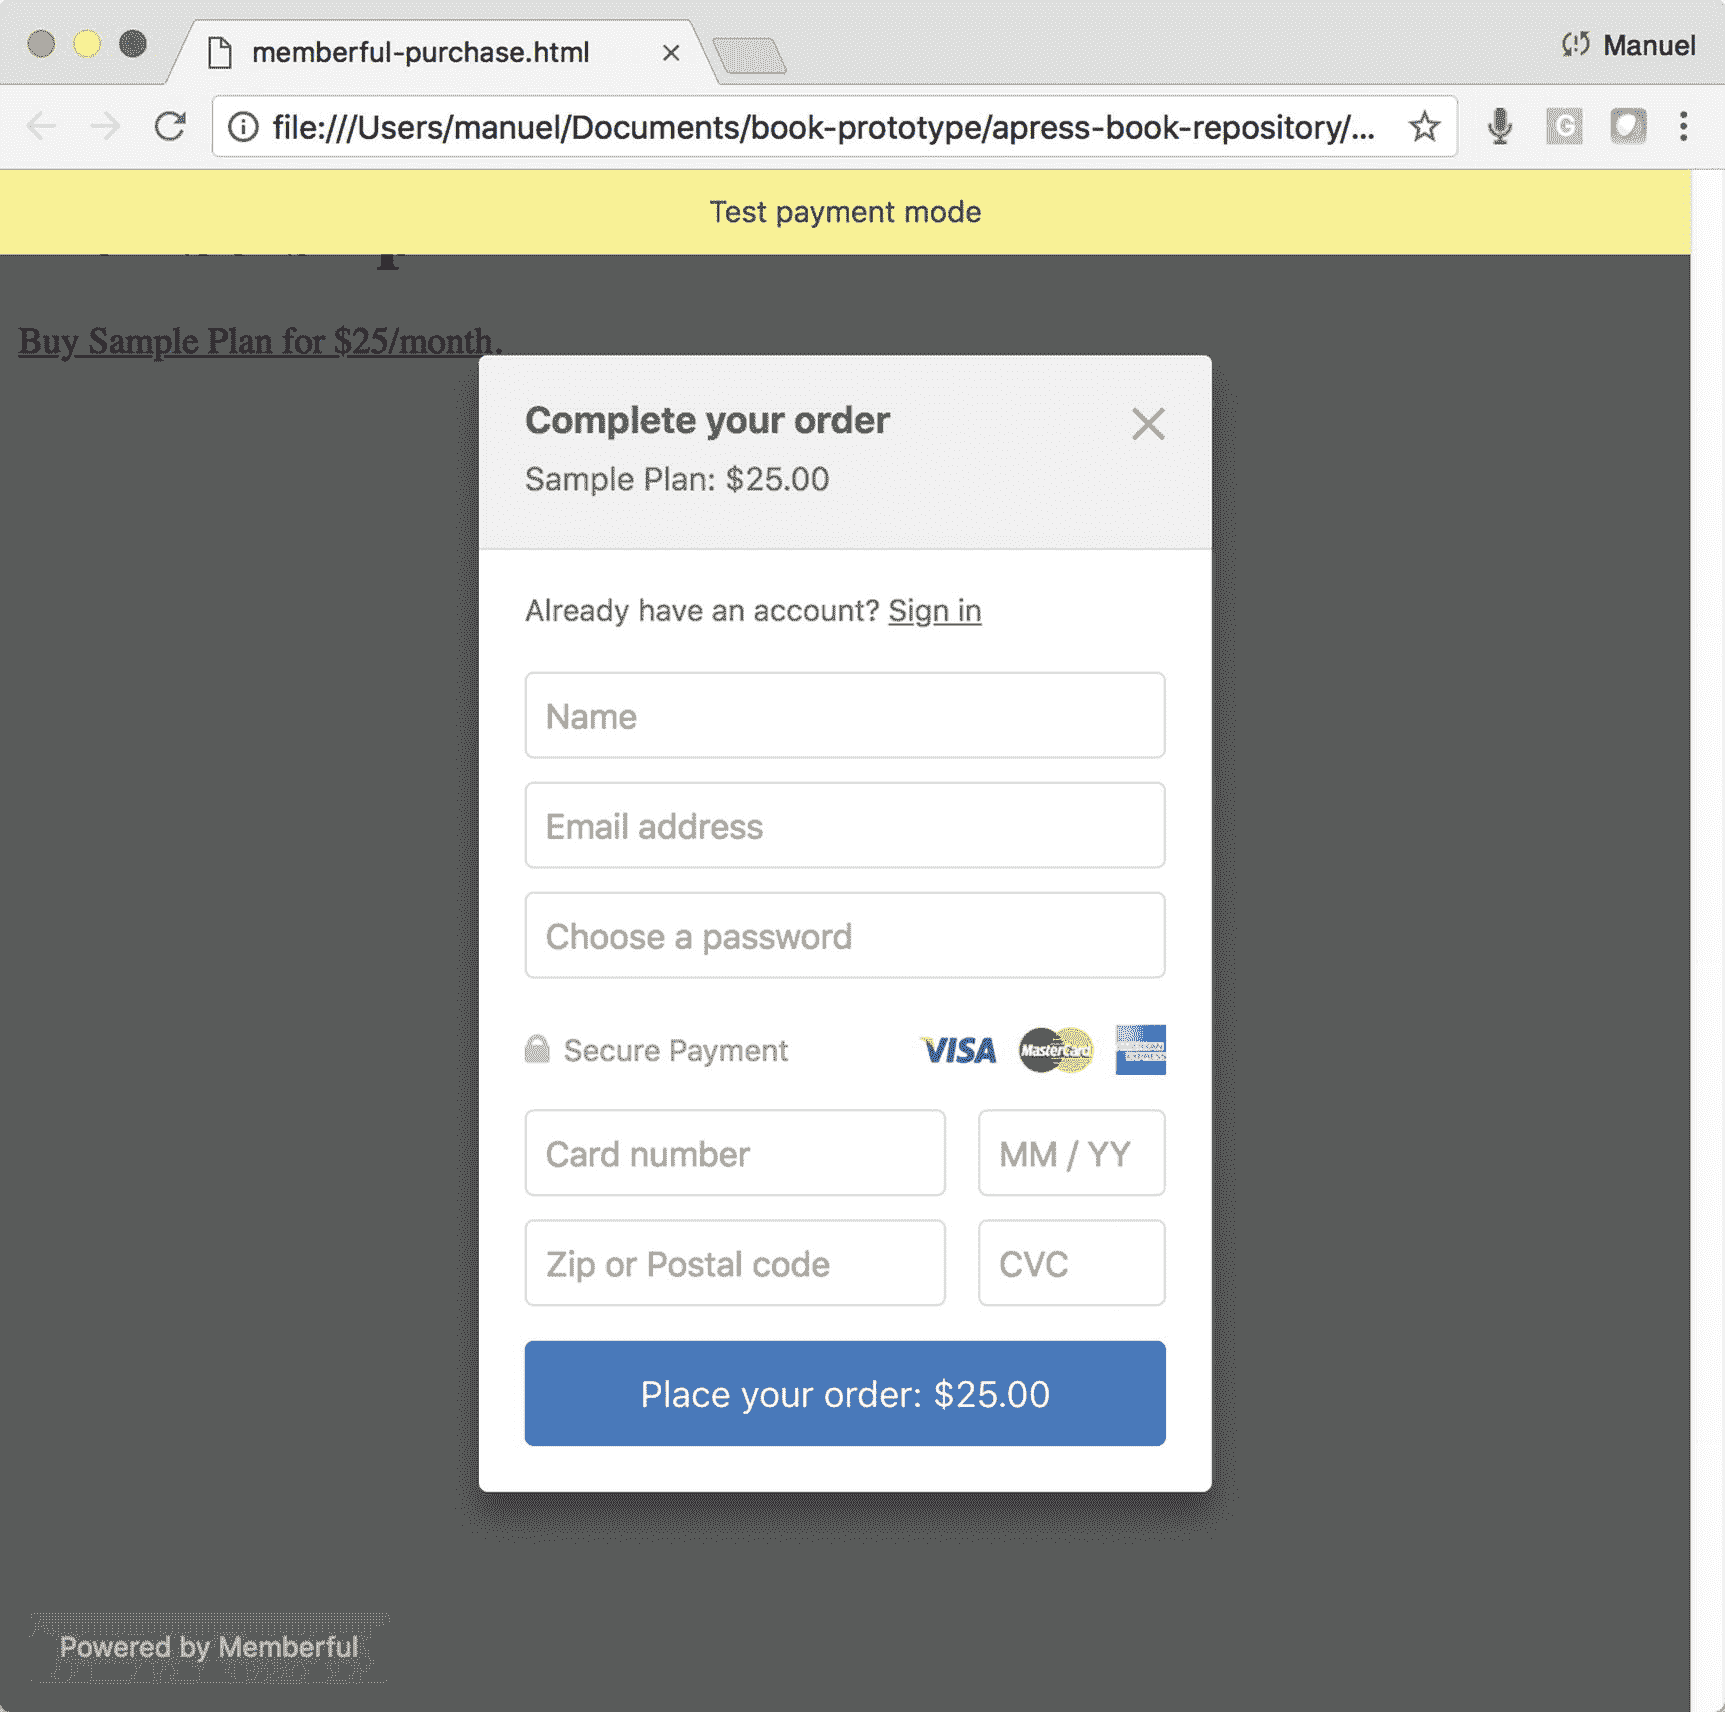 memberful-purchase.html
Manuel
file:///Users/manuel/Documents/book-prototype/apress-book-repository/...
G
Test payment mode
Buy Sample Plan for $25/month.
Complete your order
Sample Plan: $25.00
Already have an account? Sign in
Name
Email address
Choose a password
Secure Payment VISA MasterCard
Card number MM / YY
Zip or Postal code CVC
Place your order: $25.00
Powered by Memberful